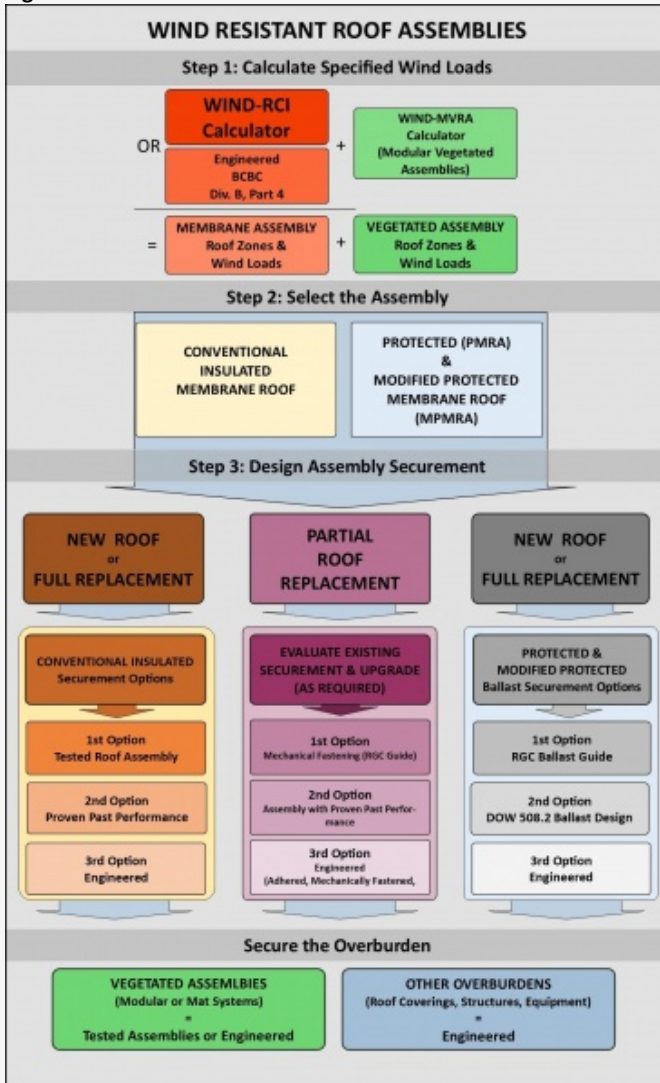 WIND RESISTANT ROOF ASSEMBLIES
Step 1: Calculate Specified Wind Loads
WIND-RCI
Calculator
OR
Engineered
BCBC
Div. B, Part 4
+
WIND-MVRA
Calculator
(Modular Vegetated
Assemblies)
=
MEMBRANE ASSEMBLY
Roof Zones &
Wind Loads
+
VEGETATED ASSEMBLY
Roof Zones &
Wind Loads
Step 2: Select the Assembly
CONVENTIONAL
INSULATED
MEMBRANE ROOF
PROTECTED (PMRA)
&
MODIFIED PROTECTED
MEMBRANE ROOF
(MPMRA)
Step 3: Design Assembly Securement
NEW ROOF
or
FULL REPLACEMENT
PARTIAL
ROOF
REPLACEMENT
NEW ROOF
or
FULL REPLACEMENT
CONVENTIONAL INSULATED
Securement Options
1st Option
Tested Roof Assembly
2nd Option
Proven Past Performance
3rd Option
Engineered
EVALUATE EXISTING
SECUREMENT & UPGRADE
(AS REQUIRED)
1st Option
Mechanical Fastening (RGC Guide)
2nd Option
Assembly with Proven Past Perfor-
mance
3rd Option
Engineered
(Adhered, Mechanically Fastened,
PROTECTED &
MODIFIED PROTECTED
Ballast Securement Options
1st Option
RGC Ballast Guide
2nd Option
DOW 508.2 Ballast Design
3rd Option
Engineered
Secure the Overburden
VEGETATED ASSEMLBIES
(Modular or Mat Systems)
=
Tested Assemblies or Engineered
OTHER OVERBURDENS
(Roof Coverings, Structures, Equipment)
=
Engineered